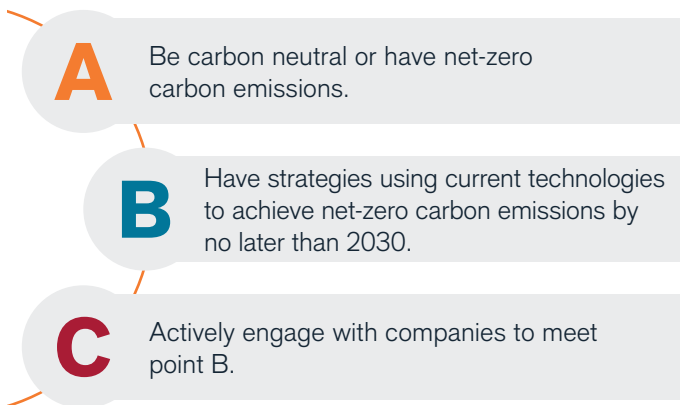 A
Be carbon neutral or have net-zero
carbon emissions.
B
Have strategies using current technologies
to achieve net-zero carbon emissions by
no later than 2030.
C
Actively engage with companies to meet
point B.